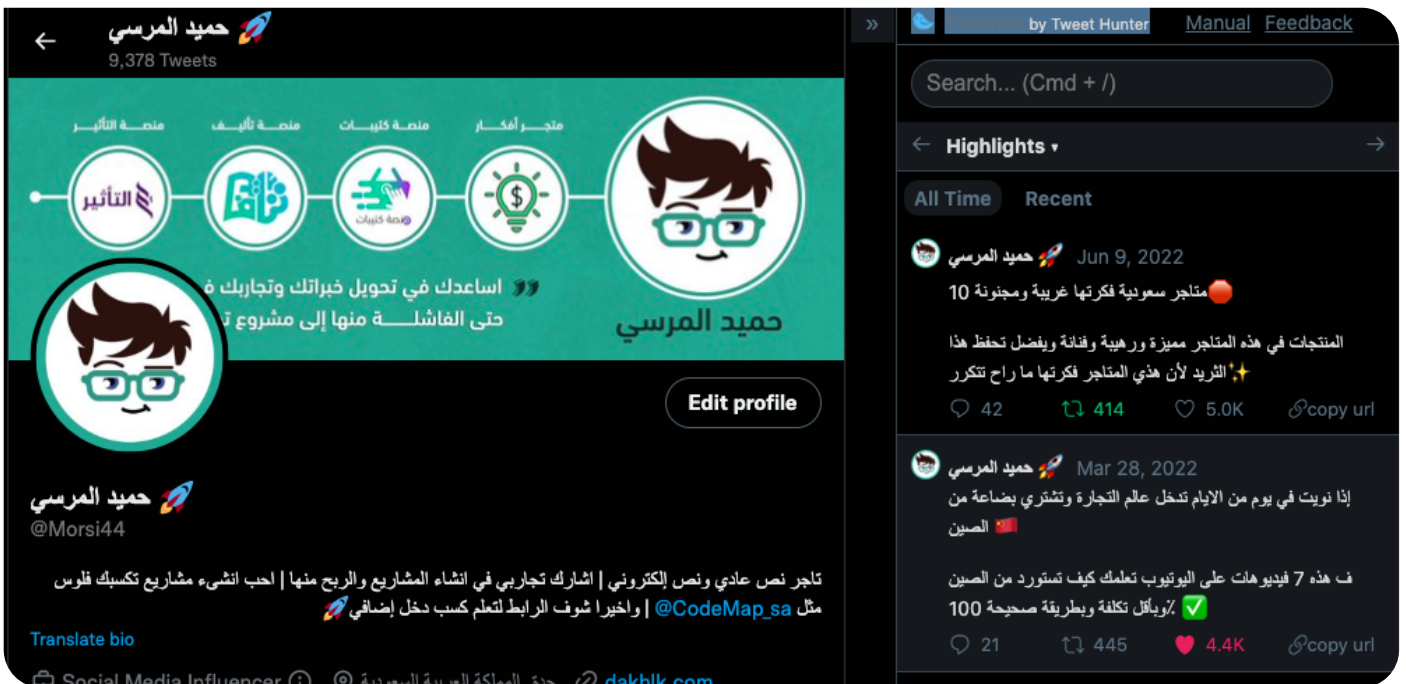 حميد المرسي 🚀
9,378 Tweets
متجر أفكار
منصة كتيبات
منصة تأليف
منصة التأثير
التأثير
منصة كتيبات
$
اساعدك في تحويل خبراتك وتجاربك
حتى الفاشلة منها إلى مشروع
حميد المرسي
Edit profile
حميد المرسي 🚀
@Morsi44
تاجر نص عادي ونص إلكتروني | اشارك تجاربي في انشاء المشاريع والربح منها | احب انشيء مشاريع تكسبك فلوس
مثل @CodeMap_sa | واخيرا شوف الرابط لتعلم كسب دخل إضافي🚀
Translate bio
Social Media Influencer
جدة, المملكة العربية السعودية
dakhlk.com
»
by Tweet Hunter
Manual Feedback
Search... (Cmd + /)
← Highlights ▾ →
All Time Recent
حميد المرسي 🚀 Jun 9, 2022
🛑متاجر سعودية فكرتها غريبة ومجنونة 10
المنتجات في هذه المتاجر مميزة ورهيبة وفنانة ويفضل تحفظ هذا
✨الثريد لأن هذي المتاجر فكرتها ما راح تتكرر
42 414 5.0K copy url
حميد المرسي 🚀 Mar 28, 2022
إذا نويت في يوم من الايام تدخل عالم التجارة وتشتري بضاعة من
🇨🇳 الصين
ف هذه 7 فيديوهات على اليوتيوب تعلمك كيف تستورد من الصين
✅ ٪وبأقل تكلفة وبطريقة صحيحة 100
21 445 4.4K copy url